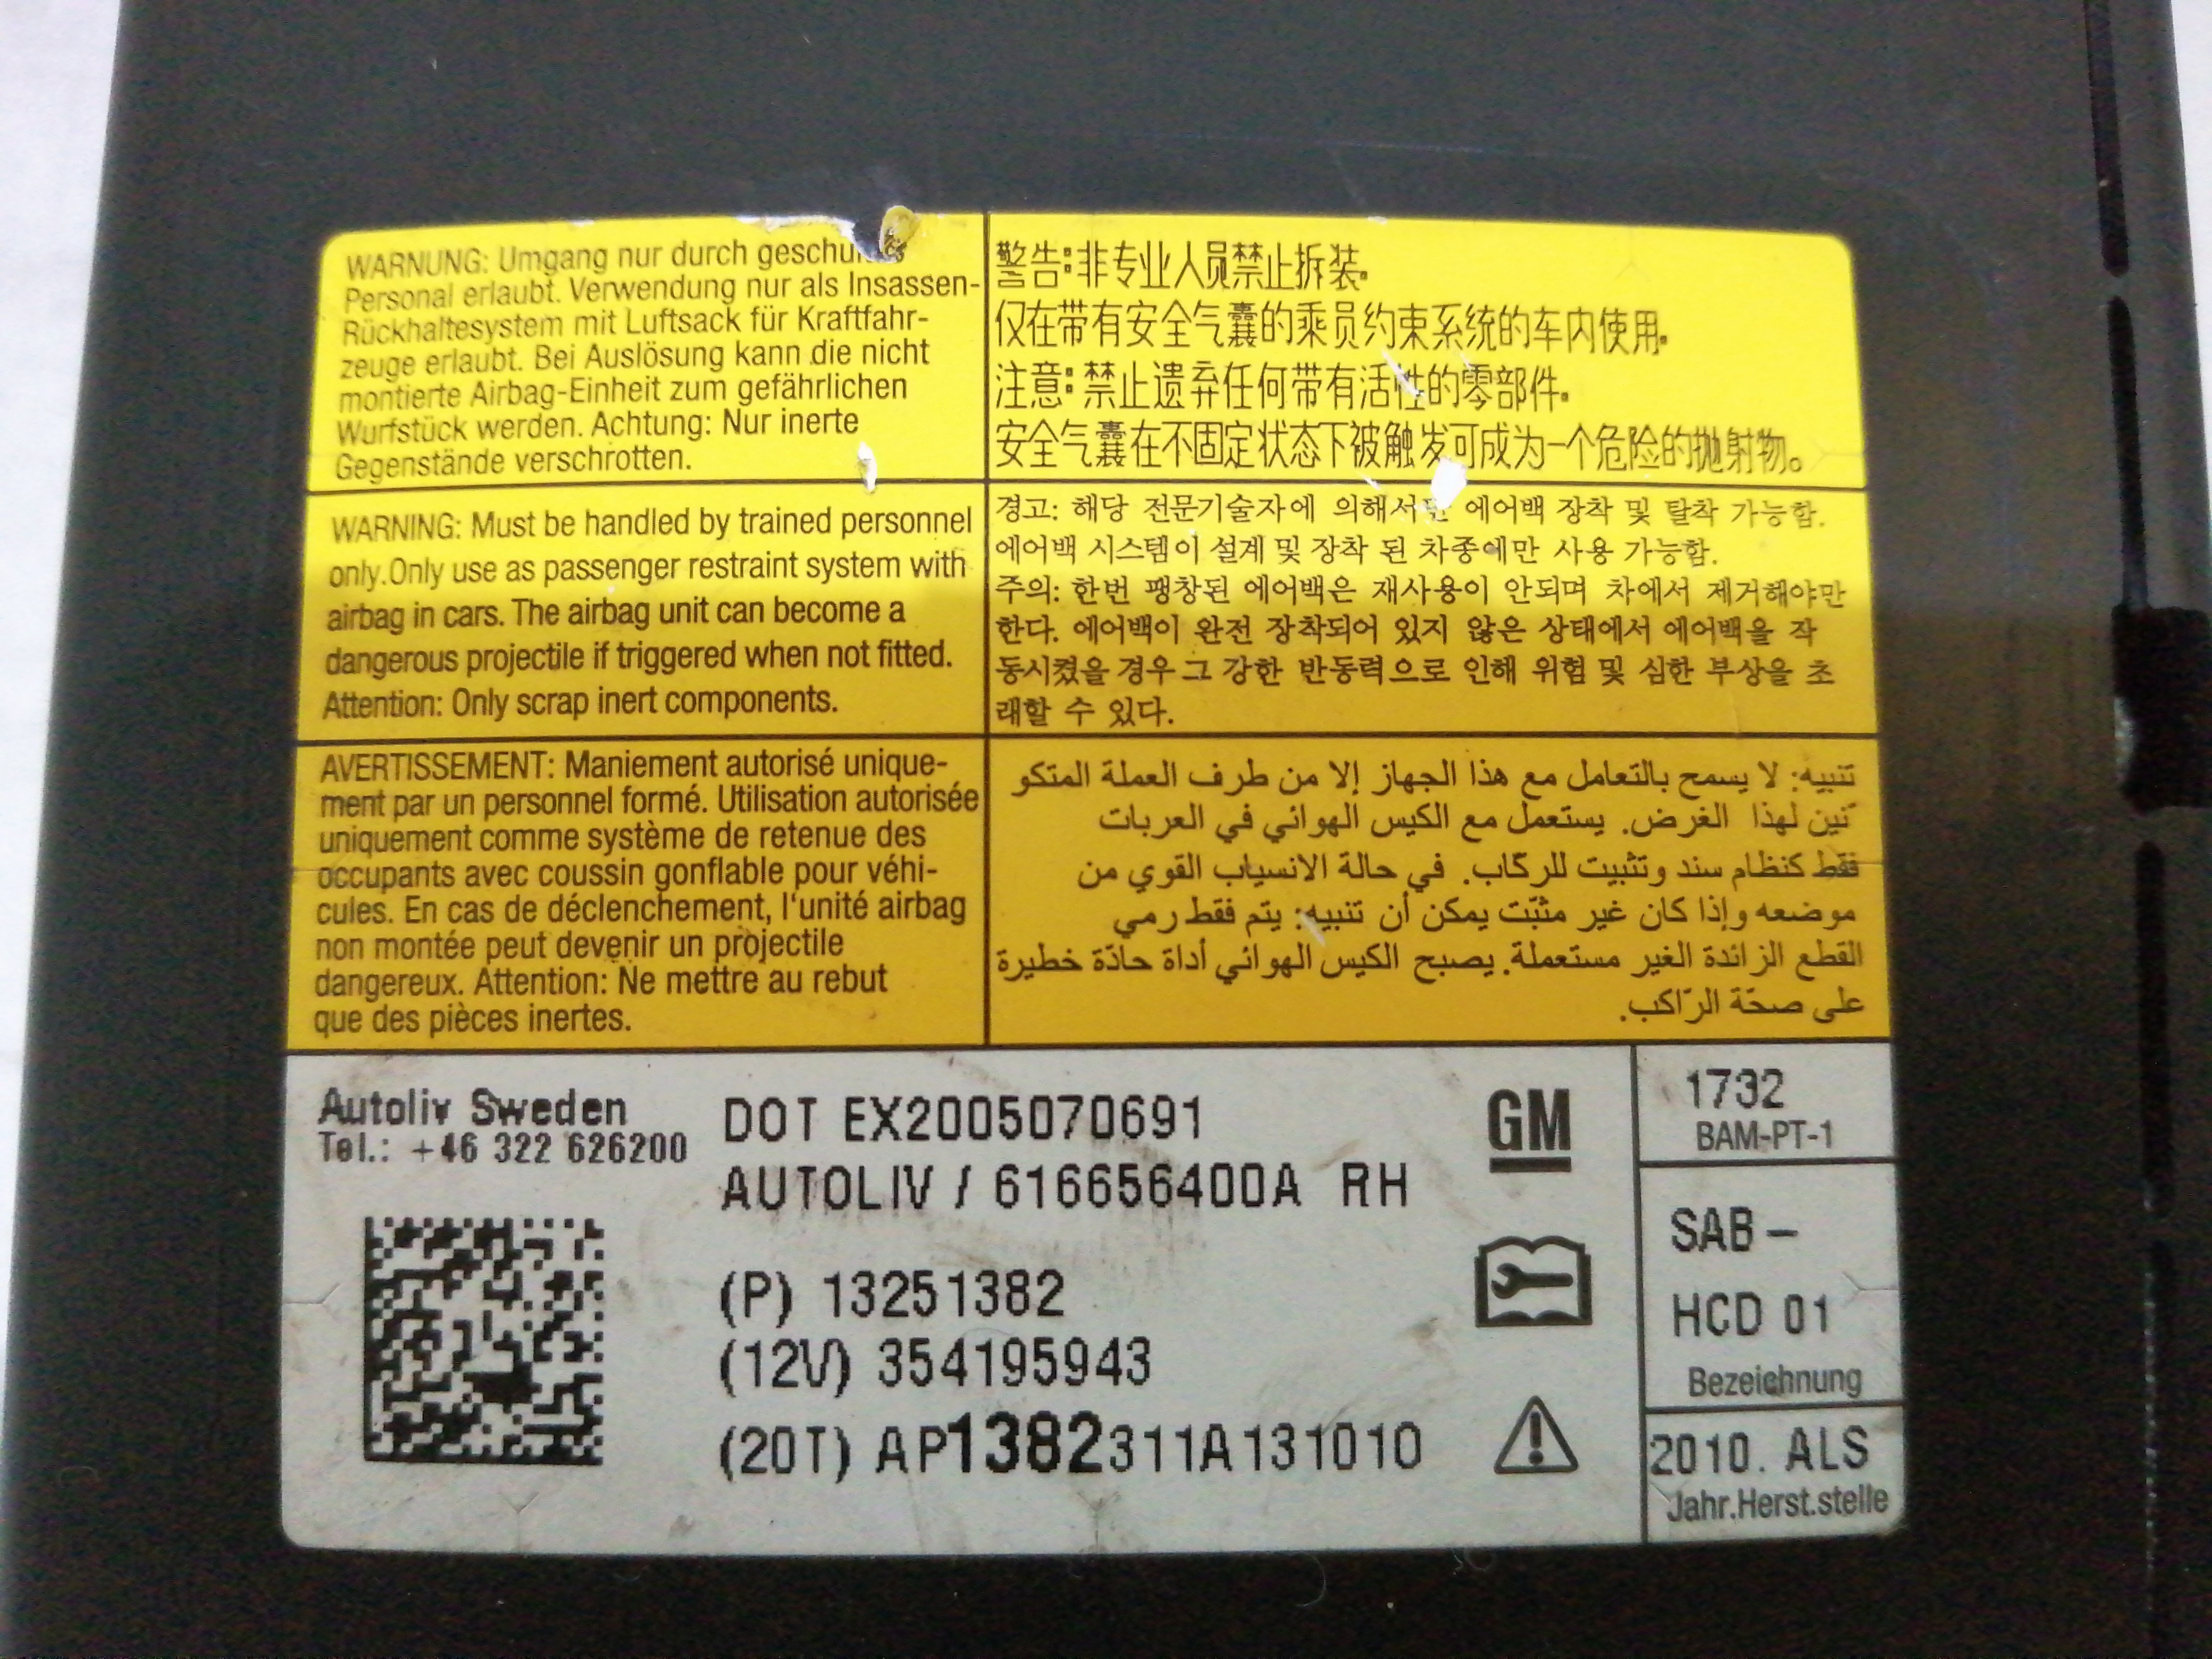 WARNUNG: Umgang nur durch
Personal erlaubt. Verwendung nur als Insassen-
Rückhaltesystem mit Luftsack für Kraftfahr-
zeuge erlaubt. Bei Auslösung kann die nicht
montierte Airbag-Einheit zum gefährlichen
Wurfstück werden. Achtung: Nur inerte
Gegenstände verschrotten.
警告:非专业人员禁止拆装。
仅在带有安全气囊的乘员约束系统的车内使用。
注意:禁止遗弃任何带有活性的零部件。
安全气囊在不固定状态下被触发可成为一个危险的抛射物。
WARNING: Must be handled by trained personnel
only.Only use as passenger restraint system with
airbag in cars. The airbag unit can become a
dangerous projectile if triggered when not fitted.
Attention: Only scrap inert components.
경고: 해당 전문기술자에 의해서만 에어백 장착 및 탈착 가능함.
에어백 시스템이 설계 및 장착 된 차종에만 사용 가능함.
주의: 한번 팽창된 에어백은 재사용이 안되며 차에서 제거해야만
한다. 에어백이 완전 장착되어 있지 않은 상태에서 에어백을 작
동시켰을 경우 그 강한 반동력으로 인해 위험 및 심한 부상을 초
래할 수 있다.
AVERTISSEMENT: Maniement autorisé unique-
ment par un personnel formé. Utilisation autorisée
uniquement comme système de retenue des
occupants avec coussin gonflable pour véhi-
cules. En cas de déclenchement, l'unité airbag
non montée peut devenir un projectile
dangereux. Attention: Ne mettre au rebut
que des pièces inertes.
تنبيه: لا يسمح بالتعامل مع هذا الجهاز إلا من طرف العملة المتكو
ّنين لهذا الغرض. يستعمل مع الكيس الهوائي في العربات
فقط كنظام سند وتثبيت للركّاب. في حالة الانسياب القوي من
موضعه وإذا كان غير مثبّت يمكن أن تنبيه: يتم فقط رمي
القطع الزائدة الغير مستعملة. يصبح الكيس الهوائي أداة حادّة خطيرة
على صحّة الرّاكب.
Autoliv Sweden
Tel.: +46 322 626200
DOT EX2005070691
AUTOLIV / 616656400A RH
(P) 13251382
(12V) 354195943
(20T) AP1382311A131010
GM
1732
BAM-PT-1
SAB –
HCD 01
Bezeichnung
2010. ALS
Jahr.Herst.stelle